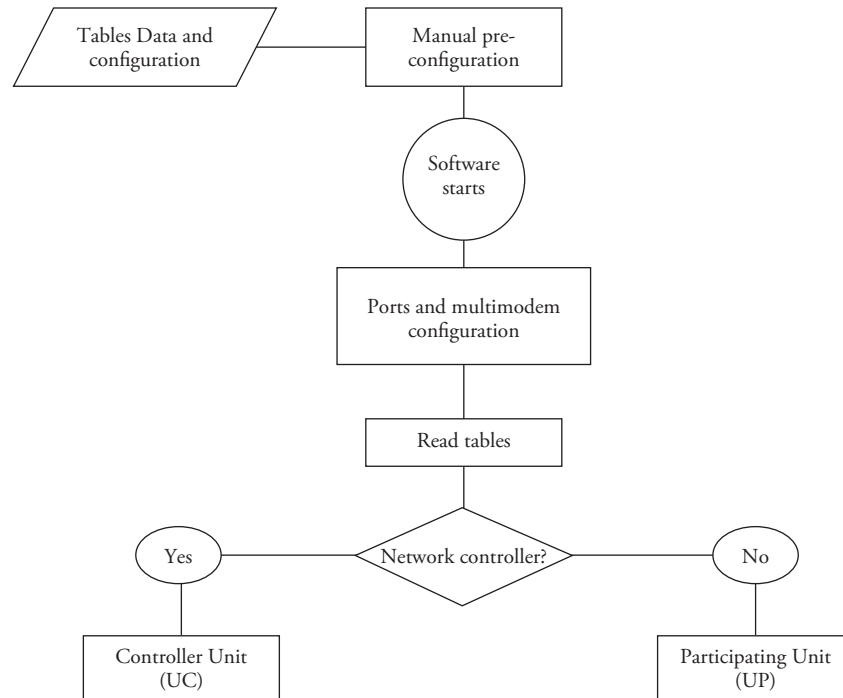 Tables Data and
configuration
Manual pre-
configuration
Software
starts
Ports and multimodem
configuration
Read tables
Yes
Network controller?
No
Controller Unit
(UC)
Participating Unit
(UP)